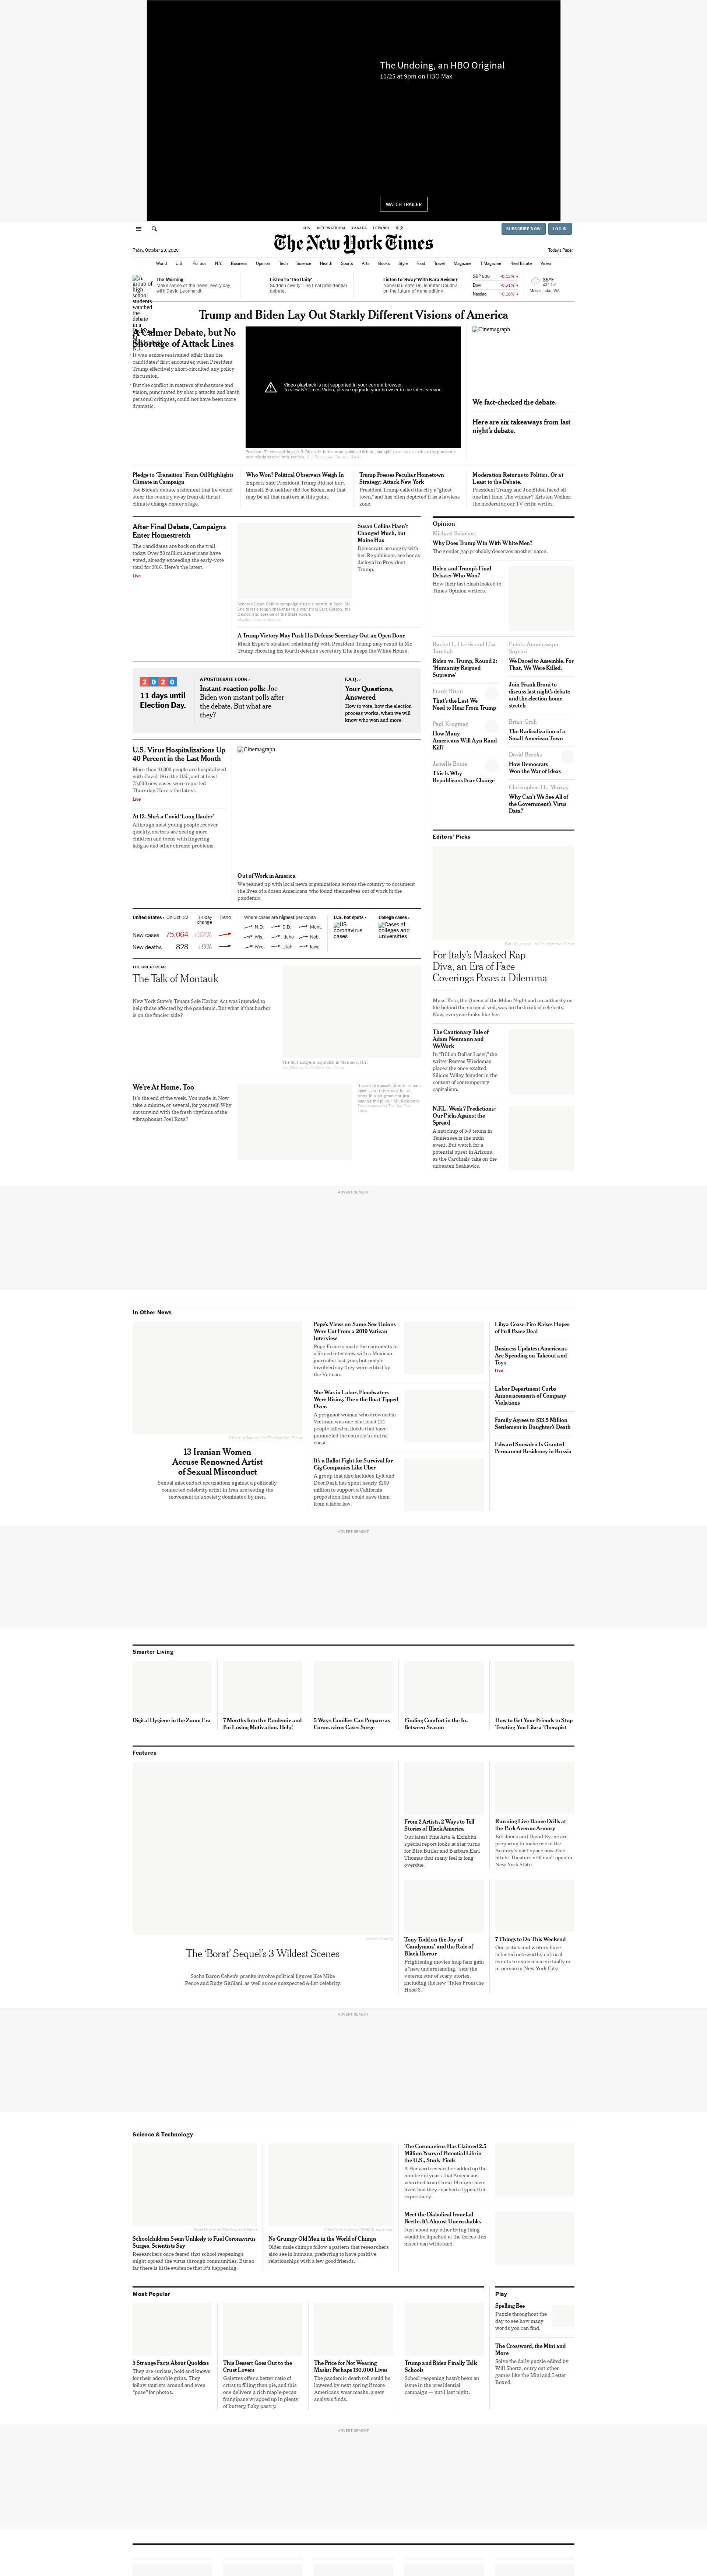 The Undoing, an HBO Original
10/25 at 9pm on HBO Max
WATCH TRAILER
U.S. INTERNATIONAL CANADA ESPAÑOL 中文
SUBSCRIBE NOW LOG IN
The New York Times
Friday, October 23, 2020
Today's Paper
World U.S. Politics N.Y. Business Opinion Tech Science Health Sports Arts Books Style Food Travel Magazine T Magazine Real Estate Video
The Morning
Make sense of the news, every day, with David Leonhardt.
Listen to 'The Daily'
Sudden civility: The final presidential debate.
Listen to 'Sway' With Kara Swisher
Nobel laureate Dr. Jennifer Doudna on the future of gene editing.
S&P 500
Dow
Nasdaq
35°F
Moses Lake, WA
Trump and Biden Lay Out Starkly Different Visions of America
A Calmer Debate, but No Shortage of Attack Lines
It was a more restrained affair than the candidates' first encounter, when President Trump effectively short-circuited any policy discussion.
But the conflict in matters of substance and vision, punctuated by sharp attacks and harsh personal critiques, could not have been more dramatic.
Video playback is not supported in your current browser.
To view NYTimes Video, please upgrade your browser to the latest version.
President Trump and Joseph R. Biden Jr. had a more subdued debate, but split over issues such as the pandemic, race relations and immigration.
Cinemagraph
We fact-checked the debate.
Here are six takeaways from last night's debate.
Pledge to 'Transition' From Oil Highlights Climate in Campaign
Joe Biden's debate statement that he would steer the country away from oil thrust climate change center stage.
Who Won? Political Observers Weigh In
Experts said President Trump did not hurt himself. But neither did Joe Biden, and that may be all that matters at this point.
Trump Presses Peculiar Hometown Strategy: Attack New York
President Trump called the city a "ghost town," and has often depicted it as a lawless zone.
Moderation Returns to Politics. Or at Least to the Debate.
President Trump and Joe Biden faced off one last time. The winner? Kristen Welker, the moderator, our TV critic writes.
After Final Debate, Campaigns Enter Homestretch
The candidates are back on the trail today. Over 50 million Americans have voted, already exceeding the early-vote total for 2016. Here's the latest.
Live
Senator Susan Collins campaigning this month in Saco, Me. She faces a tough challenge this year from Sara Gideon, the Democratic speaker of the State House.
Susan Collins Hasn't Changed Much, but Maine Has
Democrats are angry with her. Republicans see her as disloyal to President Trump.
A Trump Victory May Push His Defense Secretary Out an Open Door
Mark Esper's strained relationship with President Trump may result in Mr. Trump choosing his fourth defense secretary if he keeps the White House.
2020
11 days until Election Day.
A POSTDEBATE LOOK ›
Instant-reaction polls: Joe Biden won instant polls after the debate. But what are they?
F.A.Q. ›
Your Questions, Answered
How to vote, how the election process works, when we will know who won and more.
U.S. Virus Hospitalizations Up 40 Percent in the Last Month
More than 41,000 people are hospitalized with Covid-19 in the U.S., and at least 75,000 new cases were reported Thursday. Here's the latest.
Live
At 12, She's a Covid 'Long Hauler'
Although most young people recover quickly, doctors are seeing more children and teens with lingering fatigue and other chronic problems.
Cinemagraph
Out of Work in America
We teamed up with local news organizations across the country to document the lives of a dozen Americans who found themselves out of work in the pandemic.
United States › On Oct. 22 14-day change Trend
New cases 75,064 +32%
New deaths 828 +9%
Where cases are highest per capita
N.D. S.D. Mont.
Wis. Idaho Neb.
Wyo. Utah Iowa
U.S. hot spots ›
US coronavirus cases
College cases ›
Cases at colleges and universities
THE GREAT READ
The Talk of Montauk
New York State's Tenant Safe Harbor Act was intended to help those affected by the pandemic. But what if that harbor is on the fancier side?
The Surf Lodge, a nightclub in Montauk, N.Y.
We're At Home, Too
It's the end of the week. You made it. Now take a minute, or several, for yourself. Why not unwind with the fresh rhythms of the vibraphonist Joel Ross?
Opinion
Michael Sokolove
Why Does Trump Win With White Men?
The gender gap probably deserves another name.
Biden and Trump's Final Debate: Who Won?
How their last clash looked to Times Opinion writers.
Rachel L. Harris and Lisa Tarchak
Biden vs. Trump, Round 2: 'Humanity Reigned Supreme'
Frank Bruni
That's the Last We Need to Hear From Trump
Paul Krugman
How Many Americans Will Ayn Rand Kill?
Jamelle Bouie
This Is Why Republicans Fear Change
We Dared to Assemble. For That, We Were Killed.
Join Frank Bruni to discuss last night's debate and the election home stretch
Brian Groh
The Radicalization of a Small American Town
David Brooks
How Democrats Won the War of Ideas
Christopher J.L. Murray
Why Can't We See All of the Government's Virus Data?
Editors' Picks
For Italy's Masked Rap Diva, an Era of Face Coverings Poses a Dilemma
Myss Keta, the Queen of the Milan Night and an authority on life behind the surgical veil, was on the brink of celebrity. Now, everyone looks like her.
The Cautionary Tale of Adam Neumann and WeWork
In "Billion Dollar Loser," the writer Reeves Wiedeman places the once exalted Silicon Valley founder in the context of contemporary capitalism.
N.F.L. Week 7 Predictions: Our Picks Against the Spread
A matchup of 5-0 teams in Tennessee is the main event. But watch for a potential upset in Arizona as the Cardinals take on the unbeaten Seahawks.
ADVERTISEMENT
In Other News
13 Iranian Women Accuse Renowned Artist of Sexual Misconduct
Sexual misconduct accusations against a politically connected celebrity artist in Iran are testing the movement in a society dominated by men.
Pope's Views on Same-Sex Unions Were Cut From a 2019 Vatican Interview
Pope Francis made the comments in a filmed interview with a Mexican journalist last year, but people involved say they were edited by the Vatican.
She Was in Labor. Floodwaters Were Rising. Then the Boat Tipped Over.
A pregnant woman who drowned in Vietnam was one of at least 114 people killed in floods that have pummeled the country's central coast.
It's a Ballot Fight for Survival for Gig Companies Like Uber
A group that also includes Lyft and DoorDash has spent nearly $200 million to support a California proposition that could save them from a labor law.
Libya Cease-Fire Raises Hopes of Full Peace Deal
Business Updates: Americans Are Spending on Takeout and Toys
Live
Labor Department Curbs Announcements of Company Violations
Family Agrees to $13.5 Million Settlement in Daughter's Death
Edward Snowden Is Granted Permanent Residency in Russia
ADVERTISEMENT
Smarter Living
Digital Hygiene in the Zoom Era
7 Months Into the Pandemic and I'm Losing Motivation. Help!
5 Ways Families Can Prepare as Coronavirus Cases Surge
Finding Comfort in the In-Between Season
How to Get Your Friends to Stop Treating You Like a Therapist
Features
The 'Borat' Sequel's 3 Wildest Scenes
Sacha Baron Cohen's pranks involve political figures like Mike Pence and Rudy Giuliani, as well as one unexpected A-list celebrity.
From 2 Artists, 2 Ways to Tell Stories of Black America
Our latest Fine Arts & Exhibits special report looks at star turns for Bisa Butler and Barbara Earl Thomas that many feel is long overdue.
Running Live Dance Drills at the Park Avenue Armory
Bill Jones and David Byrne are preparing to make use of the Armory's vast space now. One hitch: Theaters still can't open in New York State.
Tony Todd on the Joy of 'Candyman,' and the Role of Black Horror
Frightening movies help fans gain a "new understanding," said the veteran star of scary stories, including the new "Tales From the Hood 3."
7 Things to Do This Weekend
Our critics and writers have selected noteworthy cultural events to experience virtually or in person in New York City.
ADVERTISEMENT
Science & Technology
Schoolchildren Seem Unlikely to Fuel Coronavirus Surges, Scientists Say
Researchers once feared that school reopenings might spread the virus through communities. But so far there is little evidence that it's happening.
No Grumpy Old Men in the World of Chimps
Older male chimps follow a pattern that researchers also see in humans, preferring to have positive relationships with a few good friends.
The Coronavirus Has Claimed 2.5 Million Years of Potential Life in the U.S., Study Finds
A Harvard researcher added up the number of years that Americans who died from Covid-19 might have lived had they reached a typical life expectancy.
Meet the Diabolical Ironclad Beetle. It's Almost Uncrushable.
Just about any other living thing would be imperiled at the forces this insect can withstand.
Most Popular
5 Strange Facts About Quokkas
They are curious, bold and known for their adorable grins. They follow tourists around and even "pose" for photos.
This Dessert Goes Out to the Crust Lovers
Galettes offer a better ratio of crust to filling than pie, and this one delivers a rich maple-pecan frangipane wrapped up in plenty of buttery, flaky pastry.
The Price for Not Wearing Masks: Perhaps 130,000 Lives
The pandemic death toll could be lowered by next spring if more Americans wear masks, a new analysis finds.
Trump and Biden Finally Talk Schools
School reopening hasn't been an issue in the presidential campaign — until last night.
Play
Spelling Bee
Puzzle throughout the day to see how many words you can find.
The Crossword, the Mini and More
Solve the daily puzzle edited by Will Shortz, or try out other games like the Mini and Letter Boxed.
ADVERTISEMENT